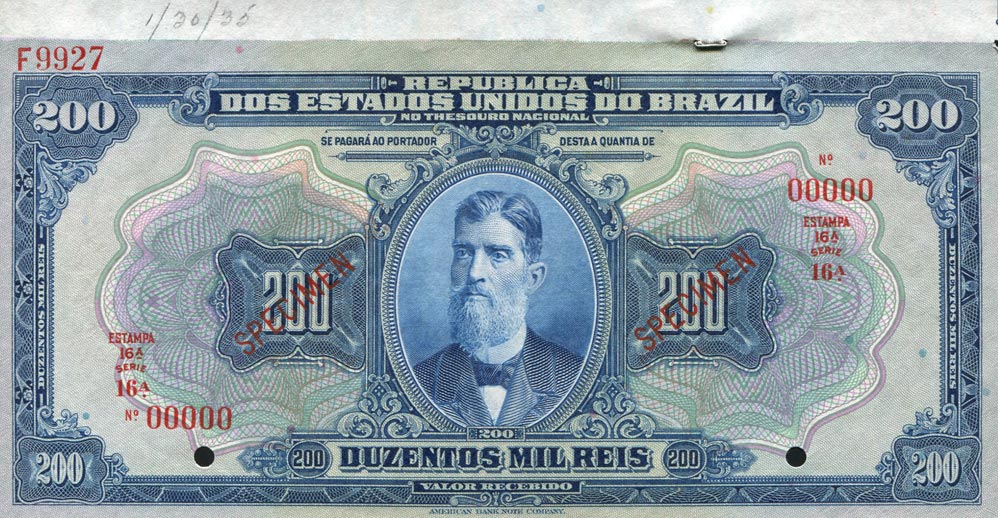 1/30/35
F9927
REPUBLICA
DOS ESTADOS UNIDOS DO BRAZIL
NO THESOURO NACIONAL
200
200
SE PAGARÁ AO PORTADOR DESTA A QUANTIA DE
Nº
00000
ESTAMPA
16A
SERIE
16A
200
SPECIMEN
200
SPECIMEN
DUZENTOS MIL REIS
DUZENTOS MIL REIS
ESTAMPA
16A
SERIE
16A
Nº 00000
200
200 DUZENTOS MIL REIS 200
VALOR RECEBIDO
200
200
AMERICAN BANK NOTE COMPANY.